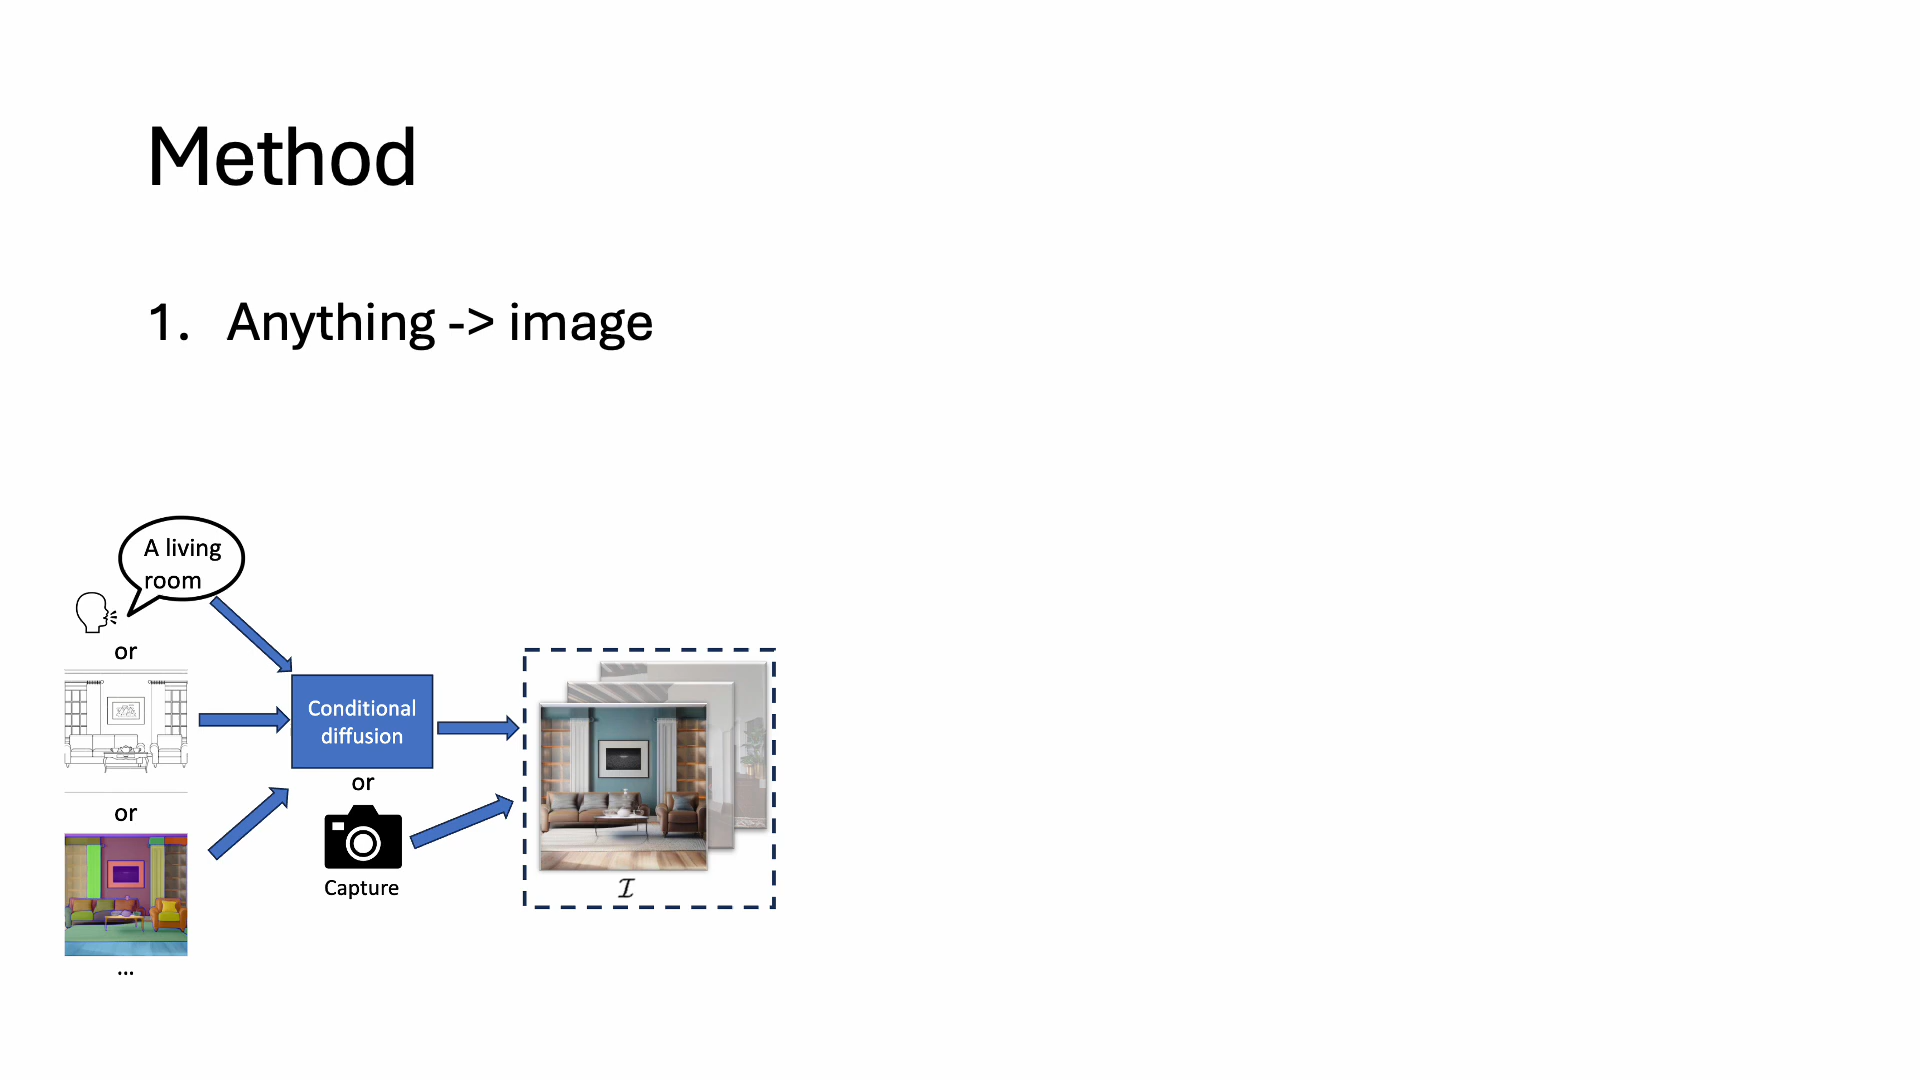 Method
1. Anything -> image
A living
room
or
or
...
Conditional
diffusion
or
Capture
𝓘